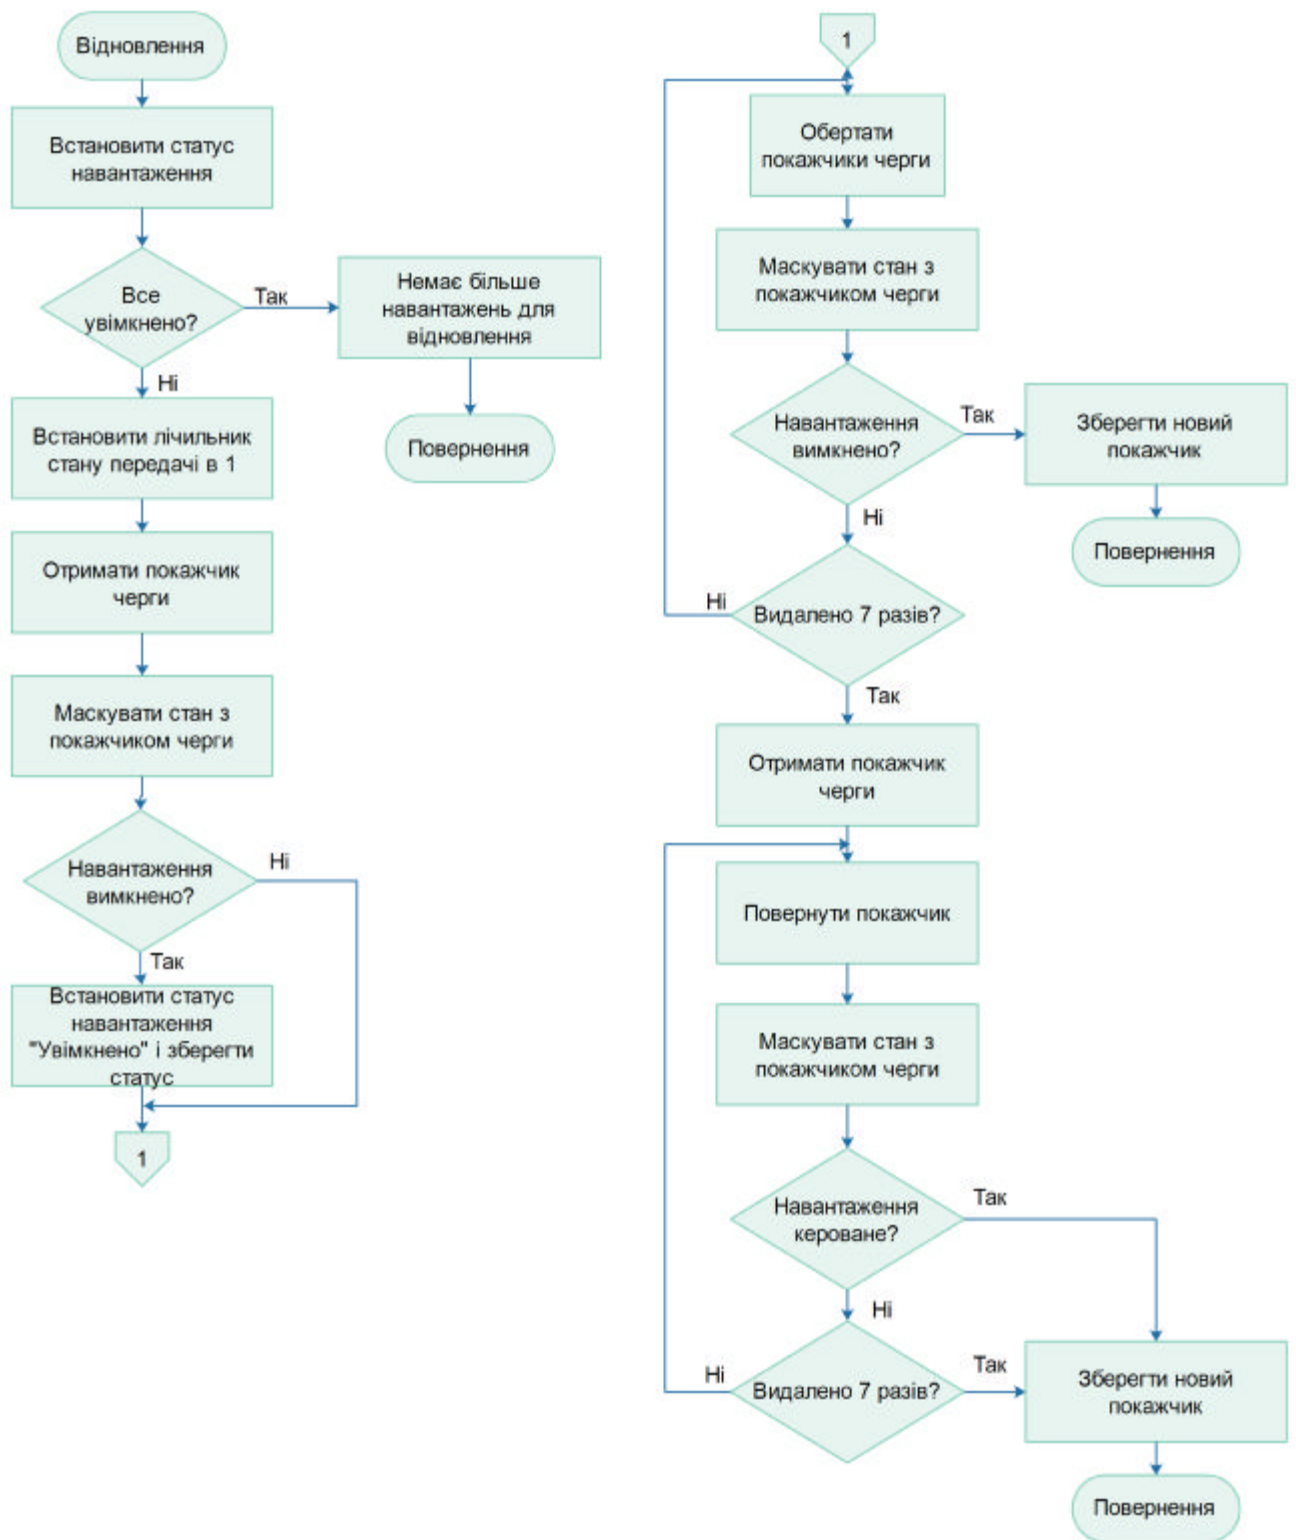 Відновлення
Встановити статус
навантаження
Все
увімкнено?
Так
Немає більше
навантажень для
відновлення
Повернення
Ні
Встановити лічильник
стану передачі в 1
Отримати покажчик
черги
Маскувати стан з
покажчиком черги
Навантаження
вимкнено?
Ні
Так
Встановити статус
навантаження
"Увімкнено" і зберегти
статус
1
1
Обертати
покажчики черги
Маскувати стан з
покажчиком черги
Навантаження
вимкнено?
Так
Зберегти новий
покажчик
Повернення
Ні
Видалено 7 разів?
Ні
Так
Отримати покажчик
черги
Повернути покажчик
Маскувати стан з
покажчиком черги
Навантаження
кероване?
Так
Ні
Видалено 7 разів?
Ні
Так
Зберегти новий
покажчик
Повернення